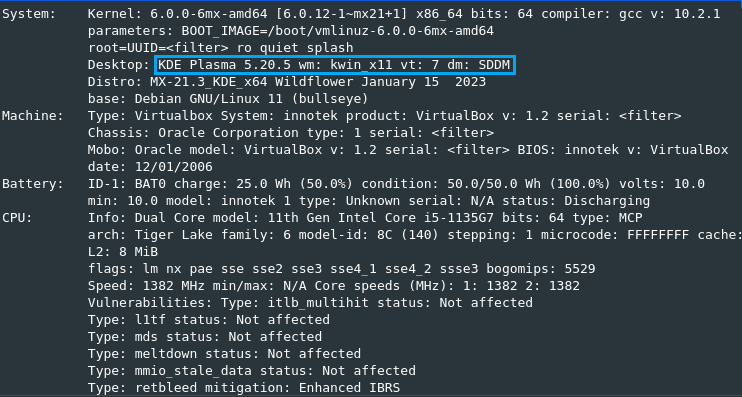 System: Kernel: 6.0.0-6mx-amd64 [6.0.12-1~mx21+1] x86_64 bits: 64 compiler: gcc v: 10.2.1
parameters: BOOT_IMAGE=/boot/vmlinuz-6.0.0-6mx-amd64
root=UUID=<filter> ro quiet splash
Desktop: KDE Plasma 5.20.5 wm: kwin_x11 vt: 7 dm: SDDM
Distro: MX-21.3_KDE_x64 Wildflower January 15  2023
base: Debian GNU/Linux 11 (bullseye)
Machine: Type: Virtualbox System: innotek product: VirtualBox v: 1.2 serial: <filter>
Chassis: Oracle Corporation type: 1 serial: <filter>
Mobo: Oracle model: VirtualBox v: 1.2 serial: <filter> BIOS: innotek v: VirtualBox
date: 12/01/2006
Battery: ID-1: BAT0 charge: 25.0 Wh (50.0%) condition: 50.0/50.0 Wh (100.0%) volts: 10.0
min: 10.0 model: innotek 1 type: Unknown serial: N/A status: Discharging
CPU: Info: Dual Core model: 11th Gen Intel Core i5-1135G7 bits: 64 type: MCP
arch: Tiger Lake family: 6 model-id: 8C (140) stepping: 1 microcode: FFFFFFFF cache:
L2: 8 MiB
flags: lm nx pae sse sse2 sse3 sse4_1 sse4_2 ssse3 bogomips: 5529
Speed: 1382 MHz min/max: N/A Core speeds (MHz): 1: 1382 2: 1382
Vulnerabilities: Type: itlb_multihit status: Not affected
Type: l1tf status: Not affected
Type: mds status: Not affected
Type: meltdown status: Not affected
Type: mmio_stale_data status: Not affected
Type: retbleed mitigation: Enhanced IBRS